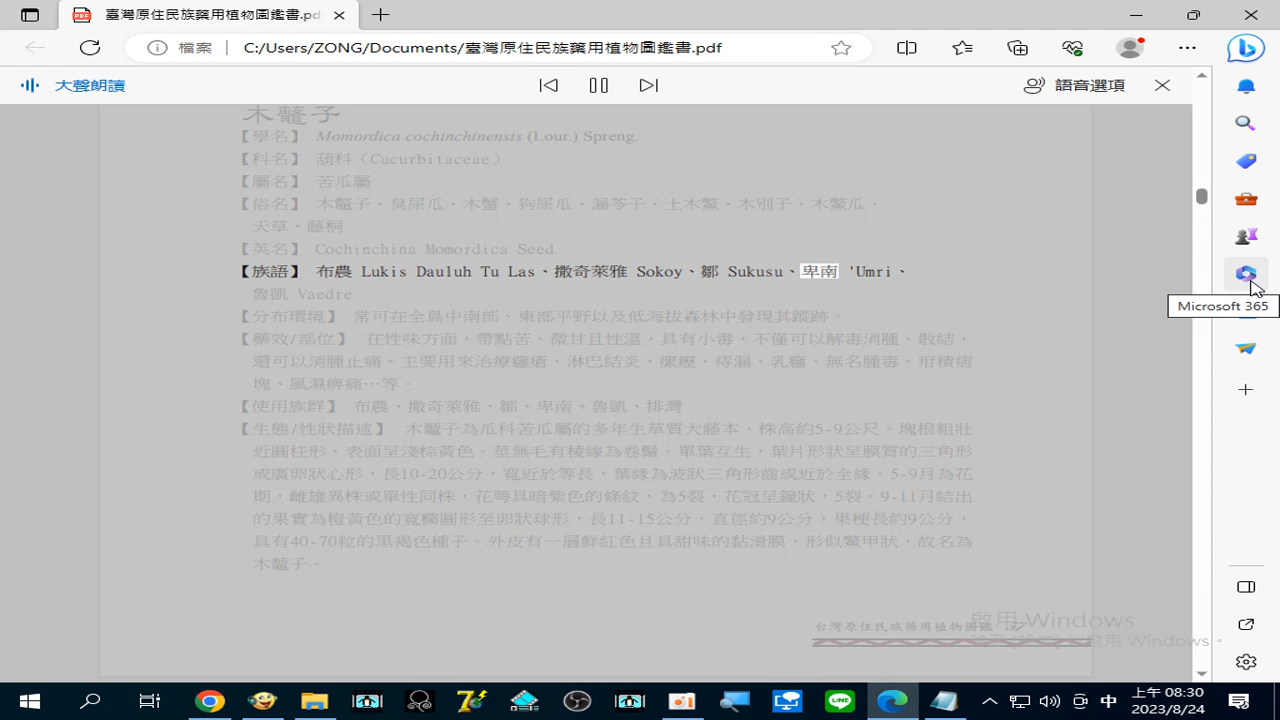 臺灣原住民族藥用植物圖鑑書.pdf
檔案 C:/Users/ZONG/Documents/臺灣原住民族藥用植物圖鑑書.pdf
大聲朗讀
語音選項
木鼈子
【學名】 Momordica cochinchinensis (Lour.) Spreng.
【科名】 葫科（Cucurbitaceae）
【屬名】 苦瓜屬
【俗名】 木鼈子、臭屎瓜、木蟹、狗屎瓜、漏苓子、土木鱉、木別子、木鱉瓜、
天草、藤桐
【英名】 Cochinchina Momordica Seed
【族語】 布農 Lukis Dauluh Tu Las、撒奇萊雅 Sokoy、鄒 Sukusu、卑南 'Umri、
魯凱 Vaedre
【分布環境】 常可在全島中南部、東部平野以及低海拔森林中發現其蹤跡。
【藥效/部位】 在性味方面，帶點苦、微甘且性溫，具有小毒，不僅可以解毒消腫、散結，
還可以消腫止痛。主要用來治療癰瘡、淋巴結炎、瘰癧、痔漏、乳癰、無名腫毒、疳積痞
塊、風濕痹痛…等。
【使用族群】 布農、撒奇萊雅、鄒、卑南、魯凱、排灣
【生態/性狀描述】 木鼈子為瓜科苦瓜屬的多年生草質大藤本，株高約5-9公尺。塊根粗壯
近圓柱形，表面呈淺棕黃色。莖無毛有稜線為卷鬚。單葉互生，葉片形狀呈膜質的三角形
或廣卵狀心形，長10-20公分，寬近於等長，葉緣為波狀三角形齒或近於全緣。5-9月為花
期，雌雄異株或單性同株，花萼具暗紫色的條紋，為5裂，花冠呈鐘狀，5裂。9-11月結出
的果實為橙黃色的寬橢圓形至卵狀球形，長11-15公分，直徑約9公分，果梗長約9公分，
具有40-70粒的黑褐色種子。外皮有一層鮮紅色且具甜味的黏滑膜，形似鱉甲狀，故名為
木鼈子。
台灣原住民族藥用植物圖鑑
啟用 Windows
啟用 Windows。
Microsoft 365
中
上午 08:30
2023/8/24